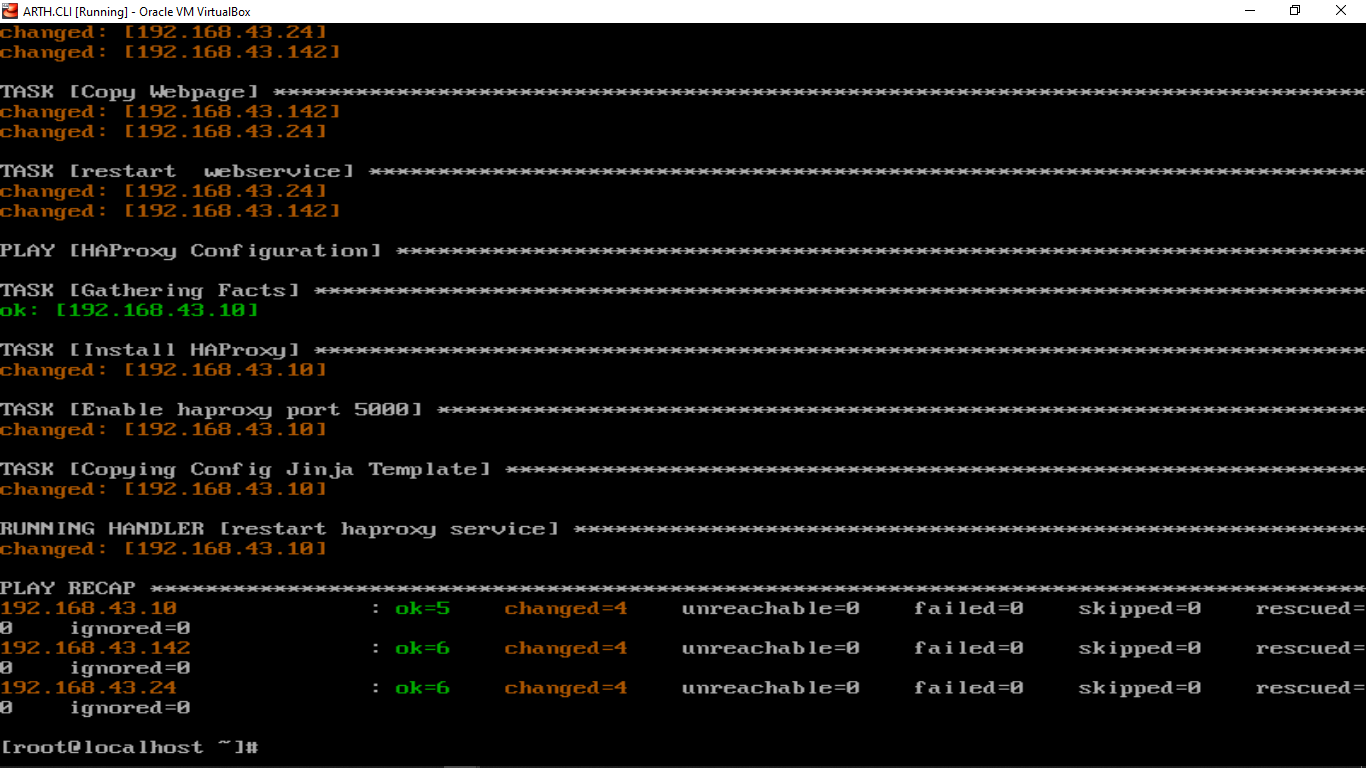 ARTH.CLI [Running] - Oracle VM VirtualBox
changed: [192.168.43.24]
changed: [192.168.43.142]
TASK [Copy Webpage] ********************************************************************************
changed: [192.168.43.142]
changed: [192.168.43.24]
TASK [restart  webservice] *************************************************************************
changed: [192.168.43.24]
changed: [192.168.43.142]
PLAY [HAProxy Configuration] ***********************************************************************
TASK [Gathering Facts] *****************************************************************************
ok: [192.168.43.10]
TASK [Install HAProxy] *****************************************************************************
changed: [192.168.43.10]
TASK [Enable haproxy port 5000] ********************************************************************
changed: [192.168.43.10]
TASK [Copying Config Jinja Template] ***************************************************************
changed: [192.168.43.10]
RUNNING HANDLER [restart haproxy service] **********************************************************
changed: [192.168.43.10]
PLAY RECAP *****************************************************************************************
192.168.43.10              : ok=5    changed=4    unreachable=0    failed=0    skipped=0    rescued=
0    ignored=0
192.168.43.142             : ok=6    changed=4    unreachable=0    failed=0    skipped=0    rescued=
0    ignored=0
192.168.43.24              : ok=6    changed=4    unreachable=0    failed=0    skipped=0    rescued=
0    ignored=0
[root@localhost ~]#